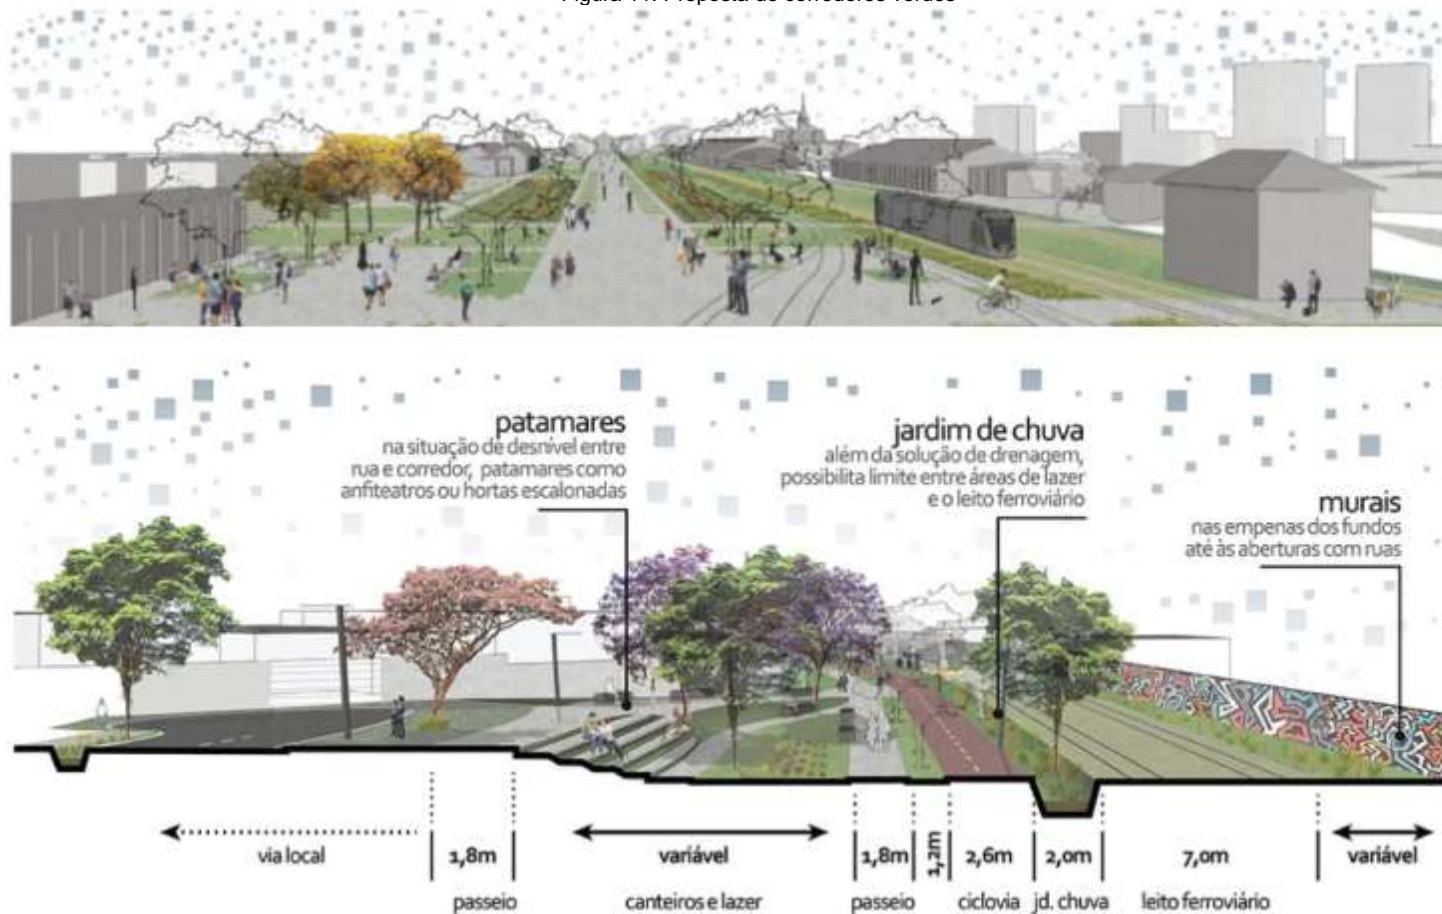 patamares
na situação de desnível entre
rua e corredor, patamares como
anfiteatros ou hortas escalonadas
jardim de chuva
além da solução de drenagem,
possibilita limite entre áreas de lazer
e o leito ferroviário
murais
nas empenas dos fundos
até às aberturas com ruas
via local
1,8m
variável
1,8m
1,2m
2,6m
2,0m
7,0m
variável
passeio
canteiros e lazer
passeio
ciclovia
jd. chuva
leito ferroviário